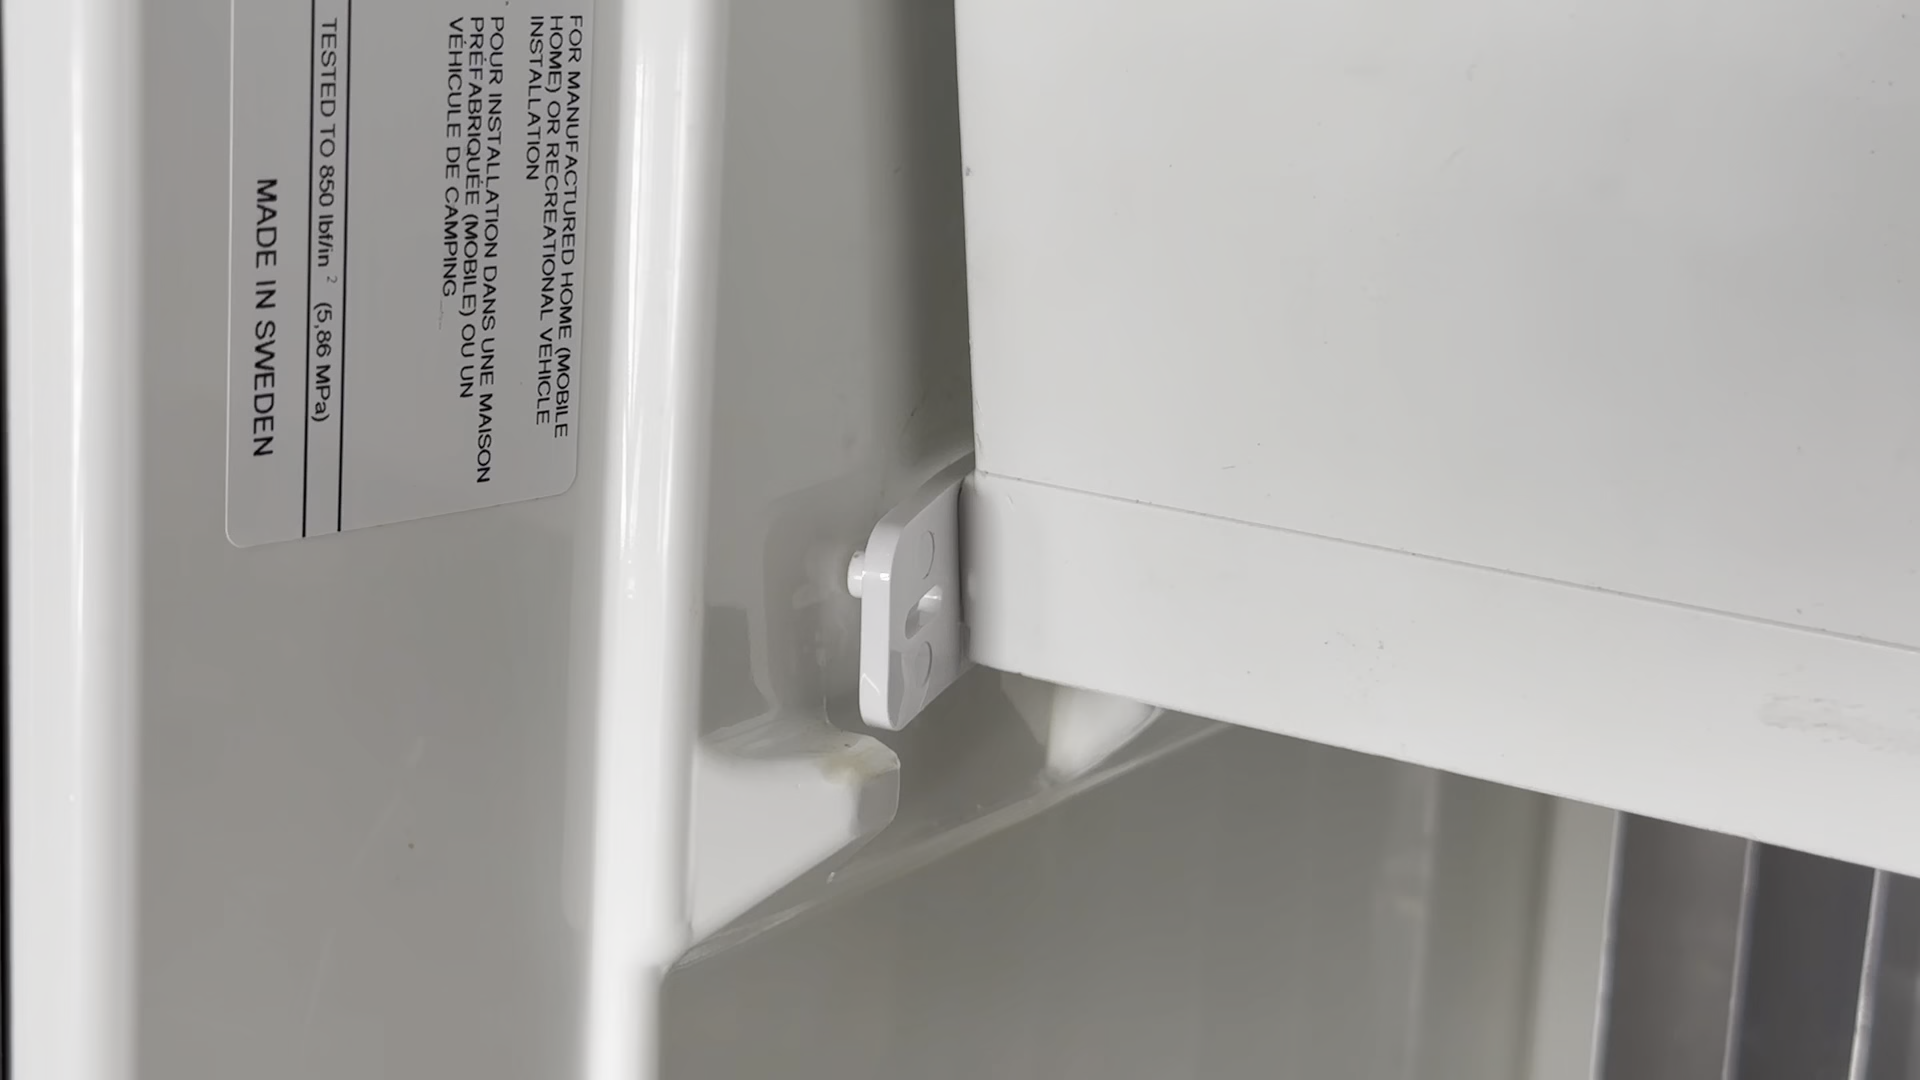 FOR MANUFACTURED HOME (MOBILE
HOME) OR RECREATIONAL VEHICLE
INSTALLATION
POUR INSTALLATION DANS UNE MAISON
PRÉFABRIQUÉE (MOBILE) OU UN
VÉHICULE DE CAMPING
TESTED TO 850 lbf/in ² (5,86 MPa)
MADE IN SWEDEN